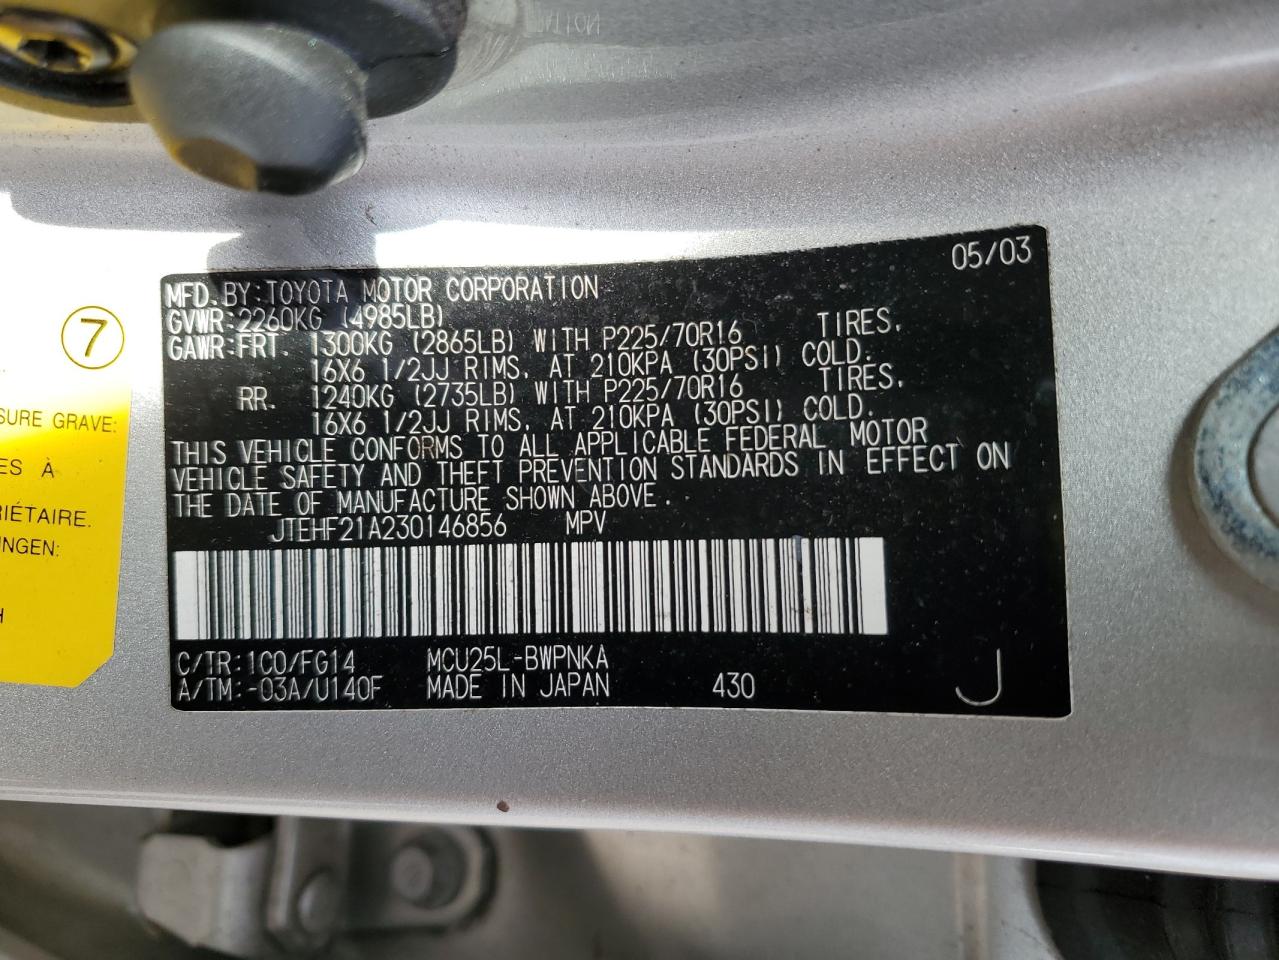 05/03
MFD. BY: TOYOTA MOTOR CORPORATION
GVWR: 2260KG (4985LB)
GAWR: FRT. 1300KG (2865LB) WITH P225/70R16 TIRES,
16X6 1/2JJ RIMS, AT 210KPA (30PSI) COLD.
RR. 1240KG (2735LB) WITH P225/70R16 TIRES,
16X6 1/2JJ RIMS, AT 210KPA (30PSI) COLD.
THIS VEHICLE CONFORMS TO ALL APPLICABLE FEDERAL MOTOR
VEHICLE SAFETY AND THEFT PREVENTION STANDARDS IN EFFECT ON
THE DATE OF MANUFACTURE SHOWN ABOVE.
JTEHF21A230146856 MPV
C/TR: 1C0/FG14 MCU25L-BWPNKA
A/TM: -03A/U140F MADE IN JAPAN 430 J
7
SURE GRAVE:
ES À
RIÉTAIRE.
NGEN:
H